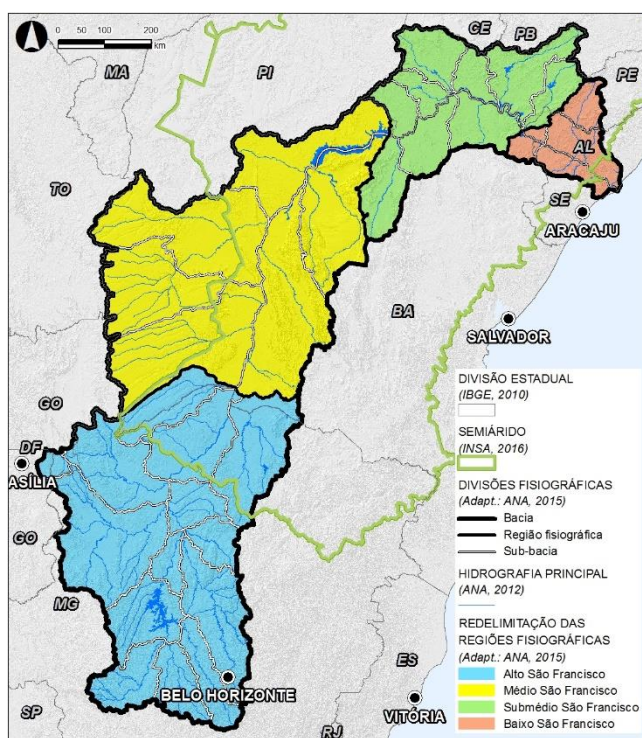 0 50 100 200
km
CE
PB
PE
MA
PI
AL
TO
SE
ARACAJU
BA
SALVADOR
GO
DF
ASÍLIA
GO
MG
BELO HORIZONTE
ES
VITÓRIA
SP
RJ
DIVISÃO ESTADUAL
(IBGE, 2010)
SEMIÁRIDO
(INSA, 2016)
DIVISÕES FISIOGRÁFICAS
(Adapt.: ANA, 2015)
Bacia
Região fisiográfica
Sub-bacia
HIDROGRAFIA PRINCIPAL
(ANA, 2012)
REDELIMITAÇÃO DAS
REGIÕES FISIOGRÁFICAS
(Adapt.: ANA, 2015)
Alto São Francisco
Médio São Francisco
Submédio São Francisco
Baixo São Francisco